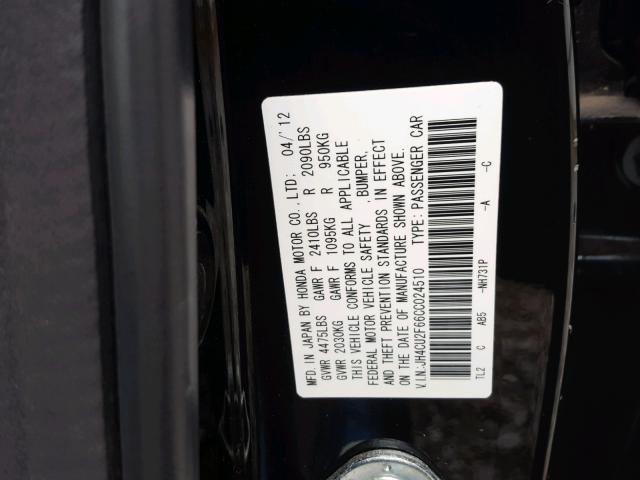 MFD. IN JAPAN BY HONDA MOTOR CO., LTD: 04/'12
GVWR 4475LBS GAWR F 2410LBS R 2090LBS
GVWR 2030KG GAWR F 1095KG R 950KG
THIS VEHICLE CONFORMS TO ALL APPLICABLE
FEDERAL MOTOR VEHICLE SAFETY , BUMPER,
AND THEFT PREVENTION STANDARDS IN EFFECT
ON THE DATE OF MANUFACTURE SHOWN ABOVE.
V.I.N.:JH4CU2F66CC024510 TYPE: PASSENGER CAR
TL2 C AB5 -NH731P -A -C